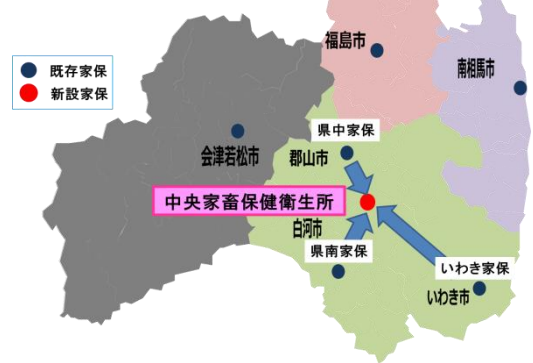 福島市
南相馬市
既存家保
新設家保
県中家保
会津若松市
郡山市
中央家畜保健衛生所
白河市
県南家保
いわき家保
いわき市